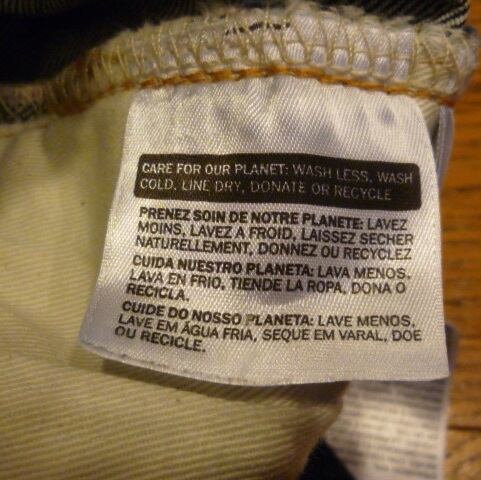 CARE FOR OUR PLANET: WASH LESS, WASH
COLD, LINE DRY, DONATE OR RECYCLE
PRENEZ SOIN DE NOTRE PLANETE: LAVEZ
MOINS, LAVEZ A FROID, LAISSEZ SECHER
NATURELLEMENT, DONNEZ OU RECYCLEZ
CUIDA NUESTRO PLANETA: LAVA MENOS,
LAVA EN FRIO, TIENDE LA ROPA, DONA O
RECICLA.
CUIDE DO NOSSO PLANETA: LAVE MENOS,
LAVE EM ÁGUA FRIA, SEQUE EM VARAL, DOE
OU RECICLE.